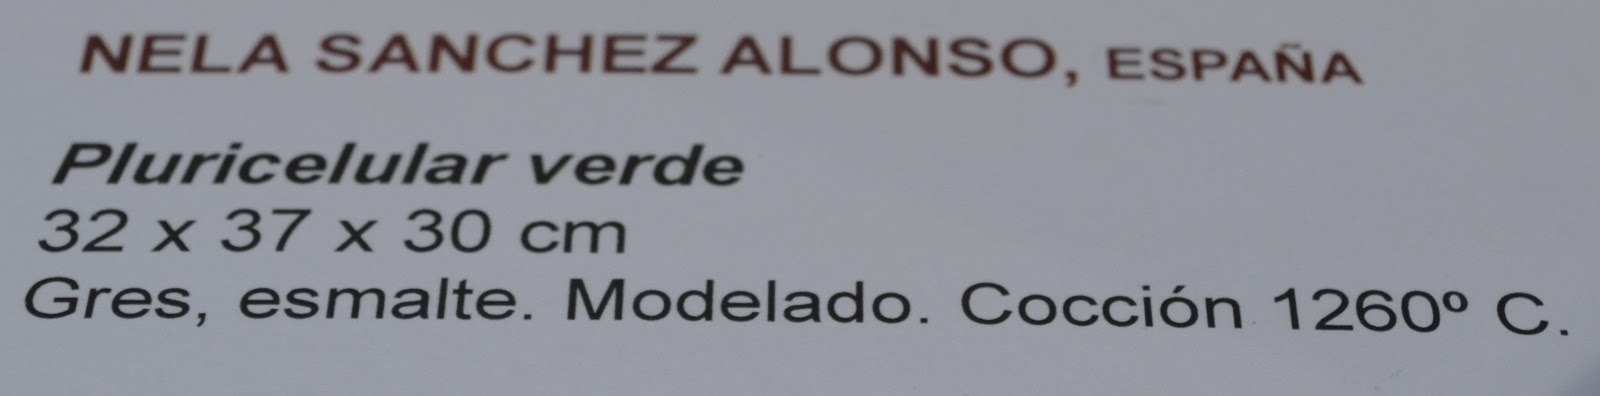 NELA SANCHEZ ALONSO, ESPAÑA
Pluricelular verde
32 x 37 x 30 cm
Gres, esmalte. Modelado. Cocción 1260º C.